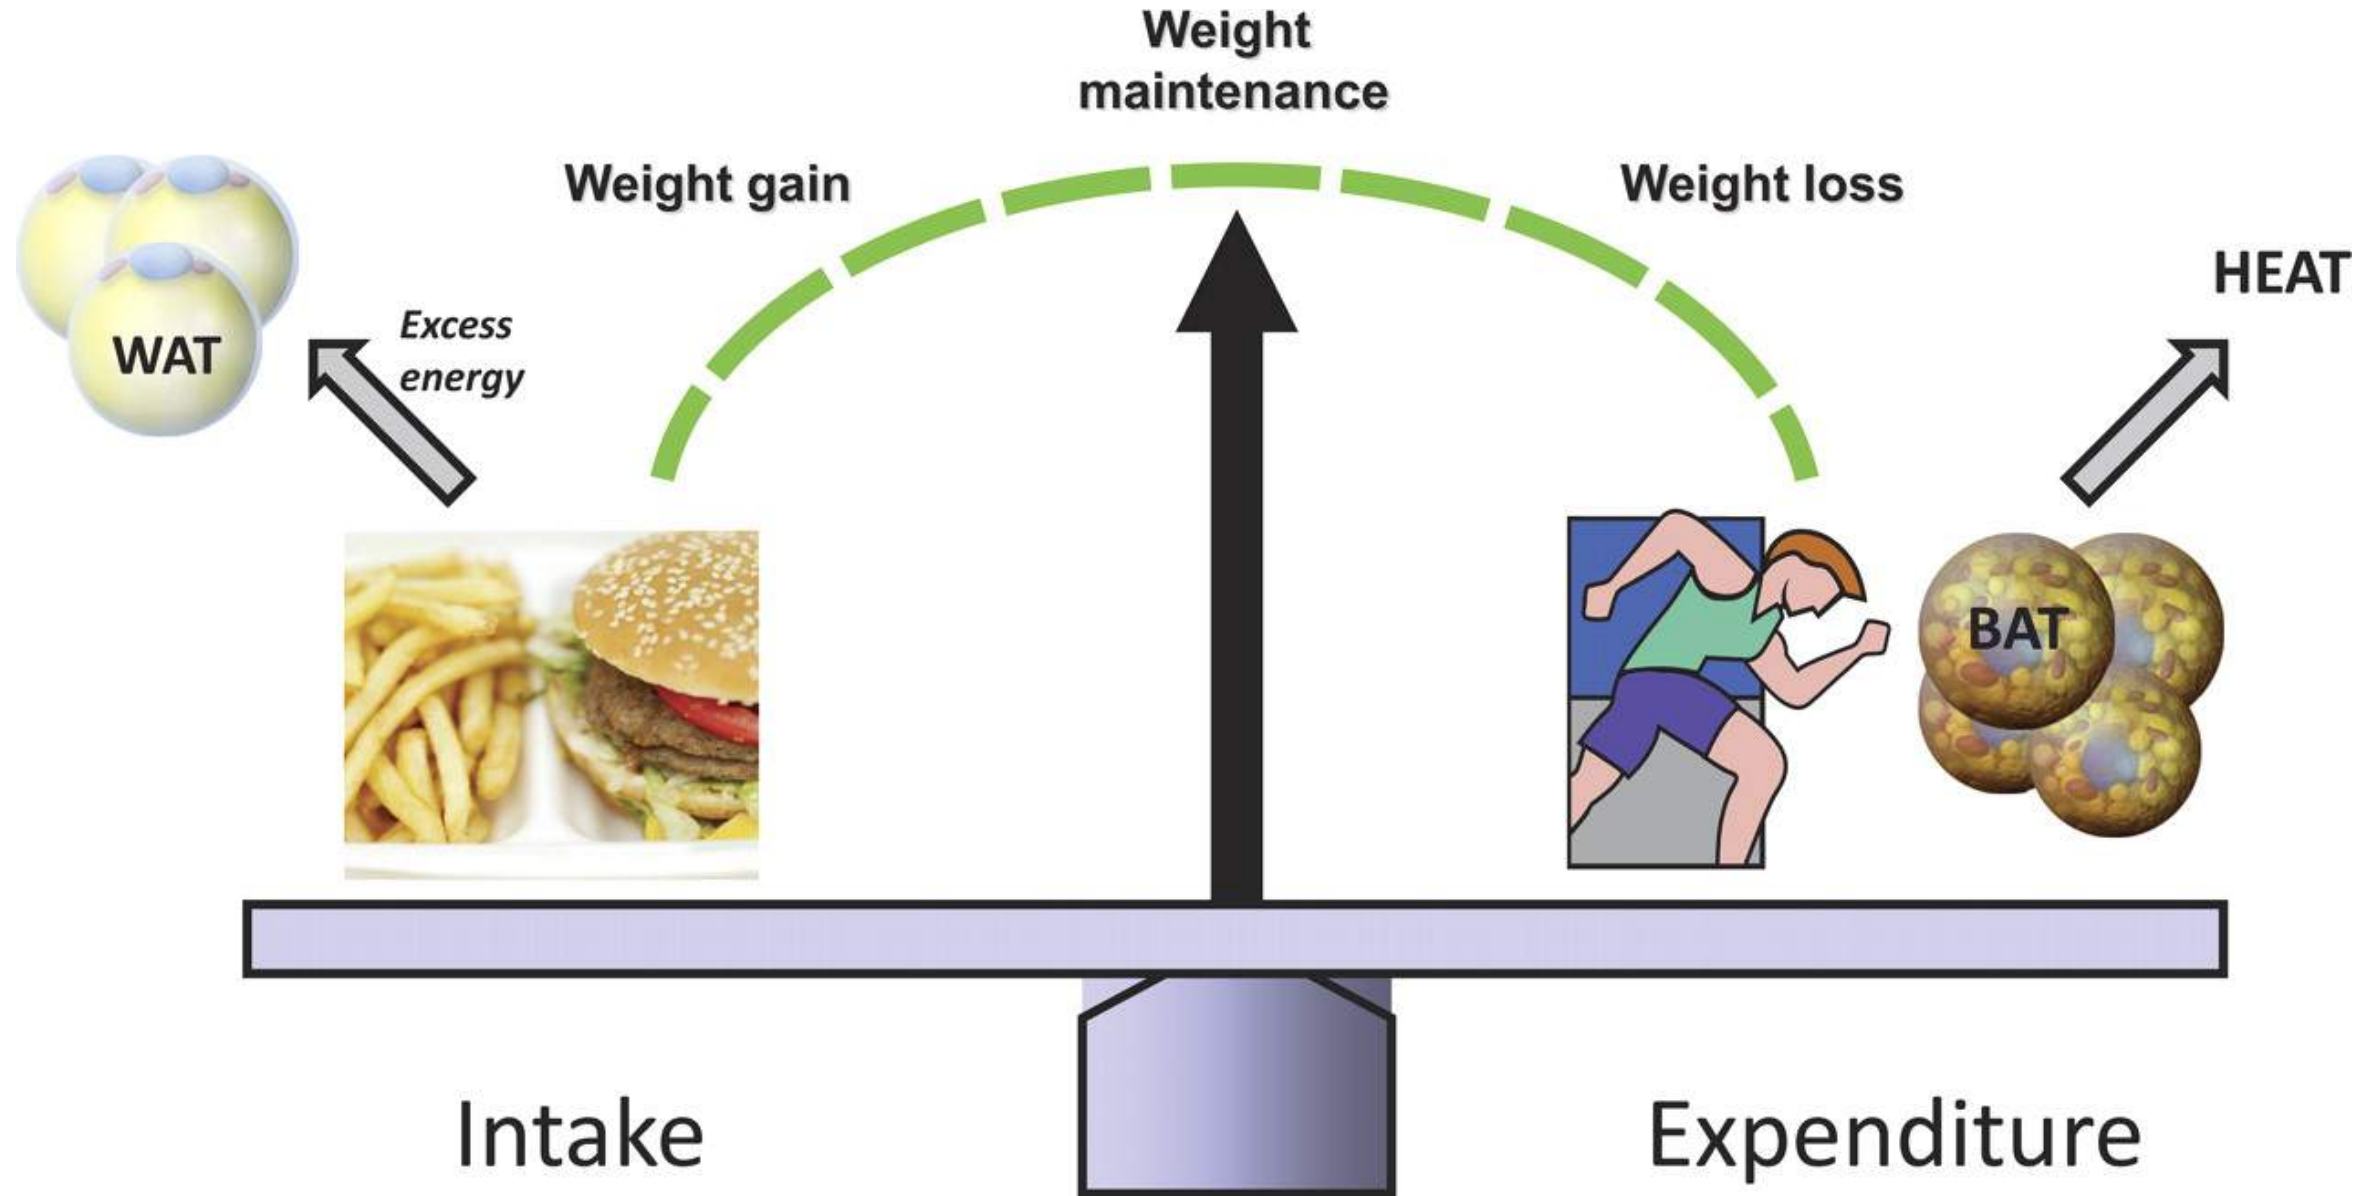 Weight
maintenance
Weight gain
Weight loss
HEAT
Excess
energy
WAT
BAT
Intake
Expenditure